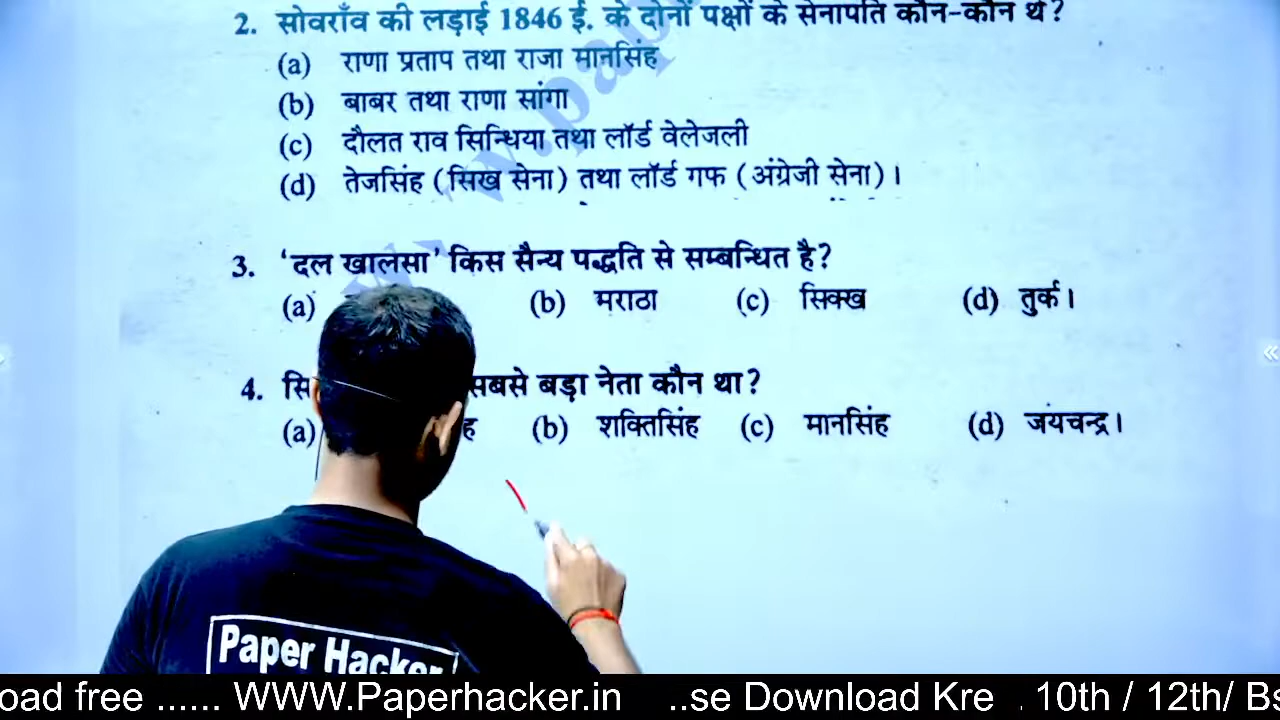 2. सोवराँव की लड़ाई 1846 ई. के दोनों पक्षों के सेनापति कौन-कौन थे?
(a) राणा प्रताप तथा राजा मानसिंह
(b) बाबर तथा राणा सांगा
(c) दौलत राव सिन्धिया तथा लॉर्ड वेलेजली
(d) तेजसिंह (सिख सेना) तथा लॉर्ड गफ (अंग्रेजी सेना)।
3. 'दल खालसा' किस सैन्य पद्धति से सम्बन्धित है?
(a) (b) मराठा (c) सिक्ख (d) तुर्क।
4. सबसे बड़ा नेता कौन था?
(a) (b) शक्तिसिंह (c) मानसिंह (d) जयचन्द्र।
Paper Hacker
oad free ...... WWW.Paperhacker.in ..se Download Kre . 10th / 12th/ Bs